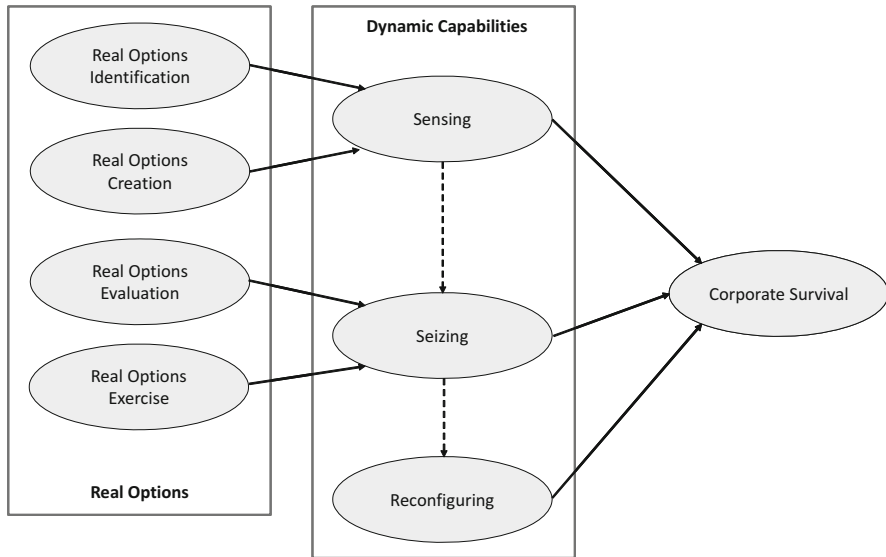 Real Options
Identification
Real Options
Creation
Real Options
Evaluation
Real Options
Exercise
Real Options
Dynamic Capabilities
Sensing
Seizing
Reconfiguring
Corporate Survival